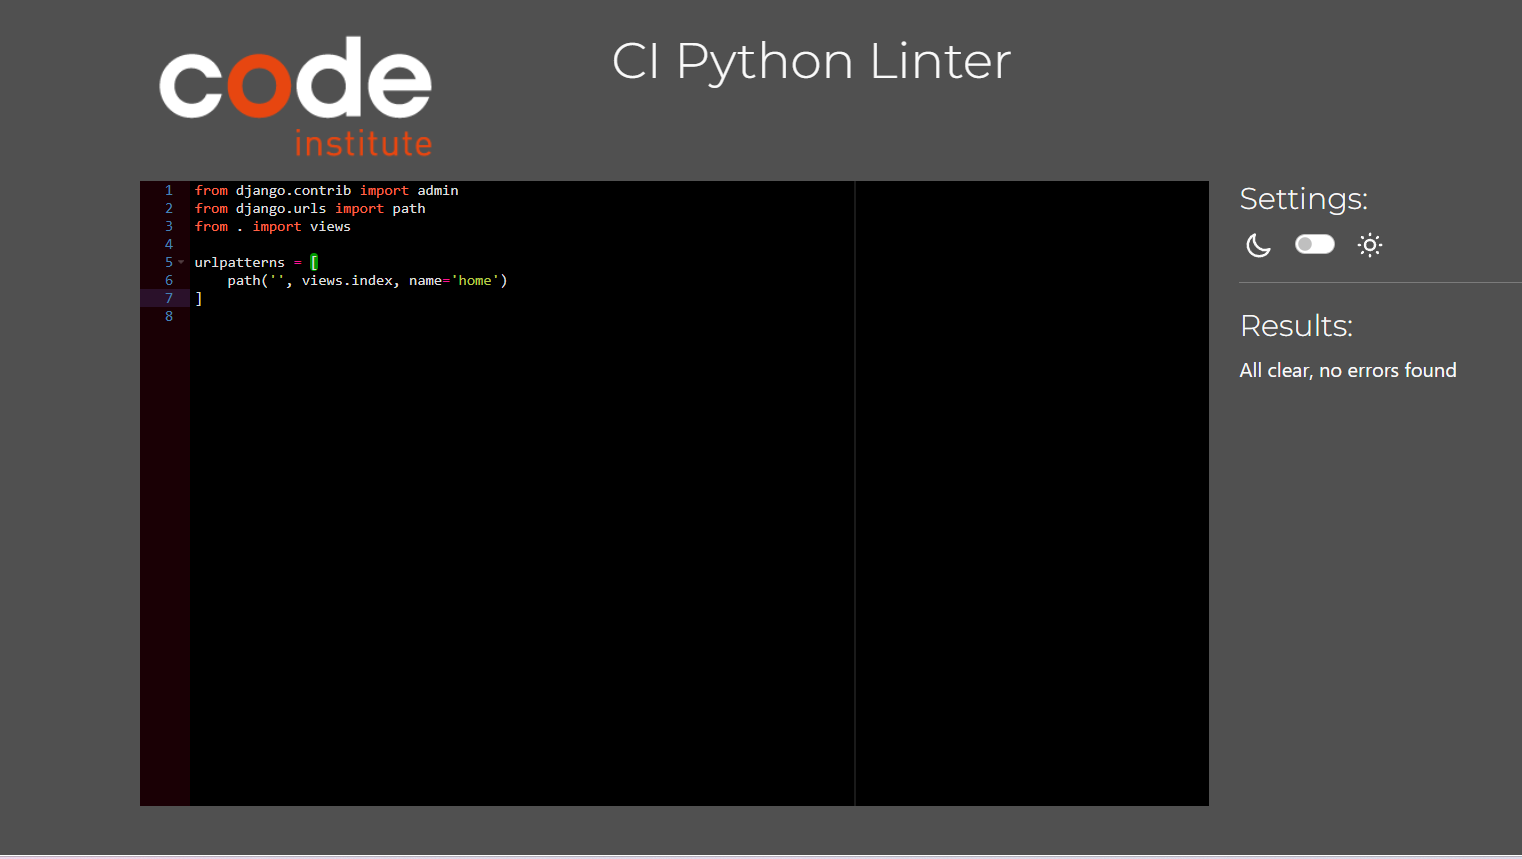 code
institute
CI Python Linter
1 from django.contrib import admin
2 from django.urls import path
3 from . import views
4
5 urlpatterns = [
6     path('', views.index, name='home')
7 ]
8
Settings:
Results:
All clear, no errors found